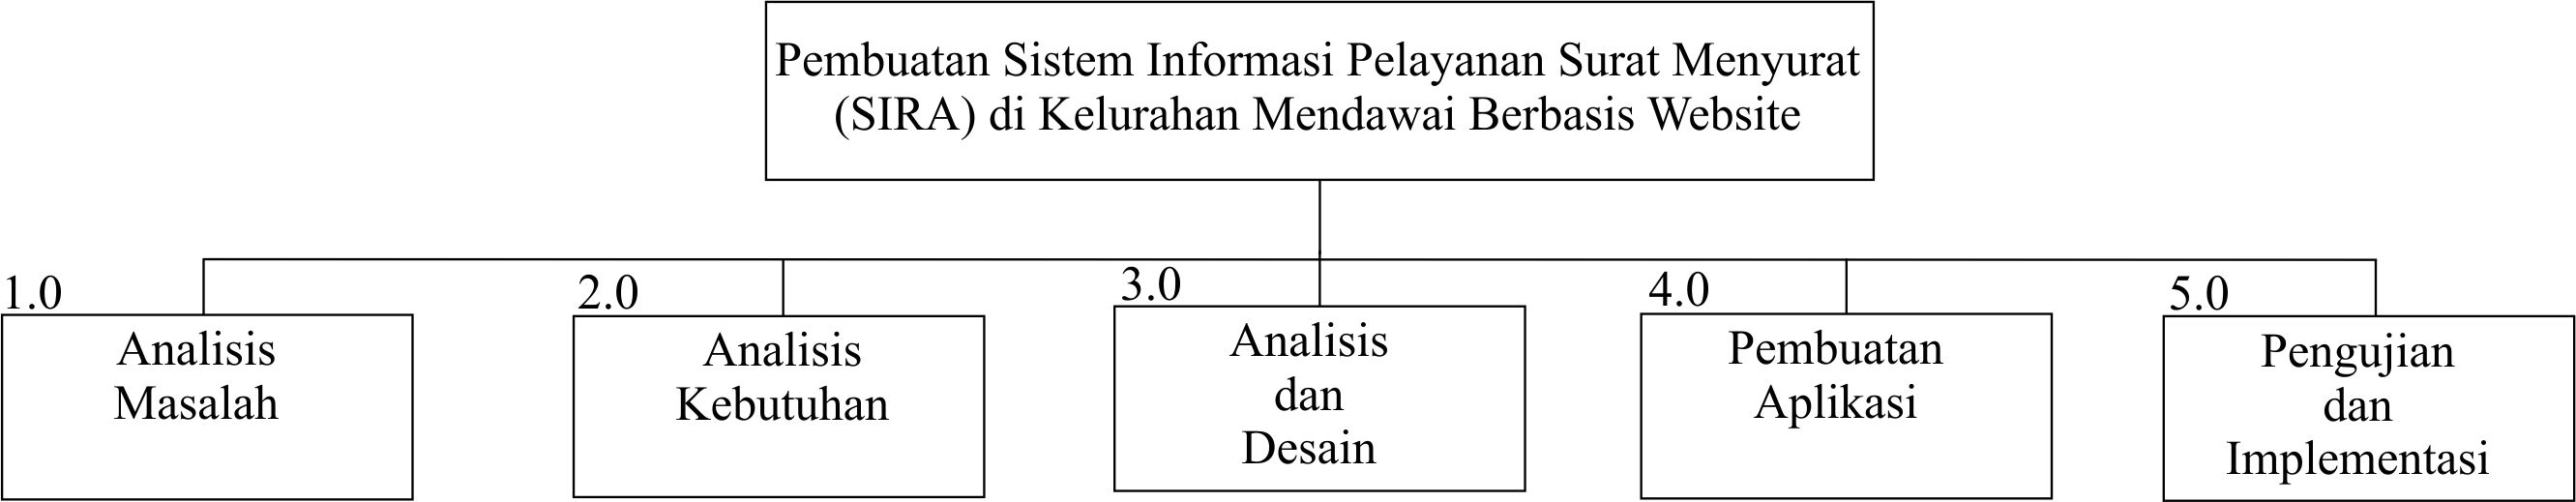 Pembuatan Sistem Informasi Pelayanan Surat Menyurat
(SIRA) di Kelurahan Mendawai Berbasis Website
1.0
Analisis
Masalah
2.0
Analisis
Kebutuhan
3.0
Analisis
dan
Desain
4.0
Pembuatan
Aplikasi
5.0
Pengujian
dan
Implementasi